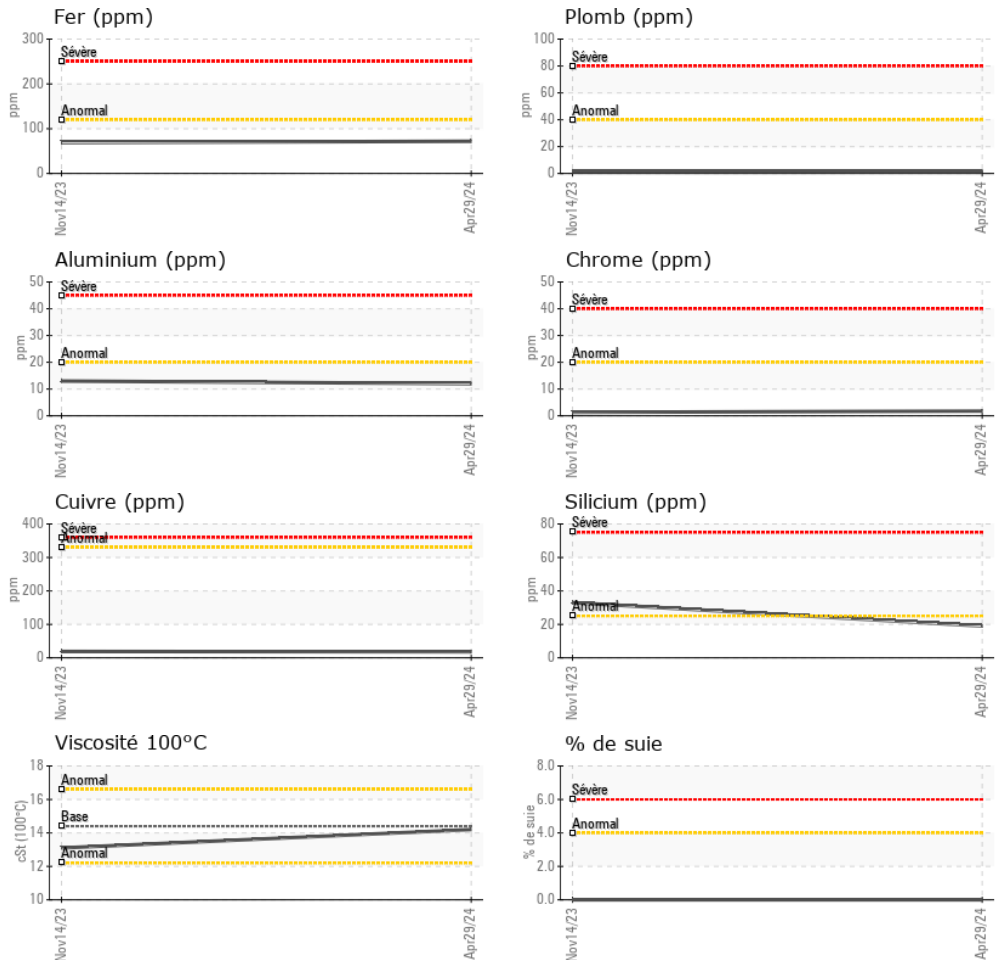 Fer (ppm)
300
200
100
0
ppm
Sévère
Anormal
Nov14/23
Apr29/24
Plomb (ppm)
100
80
60
40
20
0
ppm
Sévère
Anormal
Nov14/23
Apr29/24
Aluminium (ppm)
50
40
30
20
10
0
ppm
Sévère
Anormal
Nov14/23
Apr29/24
Chrome (ppm)
50
40
30
20
10
0
ppm
Sévère
Anormal
Nov14/23
Apr29/24
Cuivre (ppm)
400
300
200
100
0
ppm
Sévère
Anormal
Nov14/23
Apr29/24
Silicium (ppm)
80
60
40
20
0
ppm
Sévère
Anormal
Nov14/23
Apr29/24
Viscosité 100°C
18
16
14
12
10
cSt (100°C)
Anormal
Base
Anormal
Nov14/23
Apr29/24
% de suie
8.0
6.0
4.0
2.0
0.0
% de suie
Sévère
Anormal
Nov14/23
Apr29/24